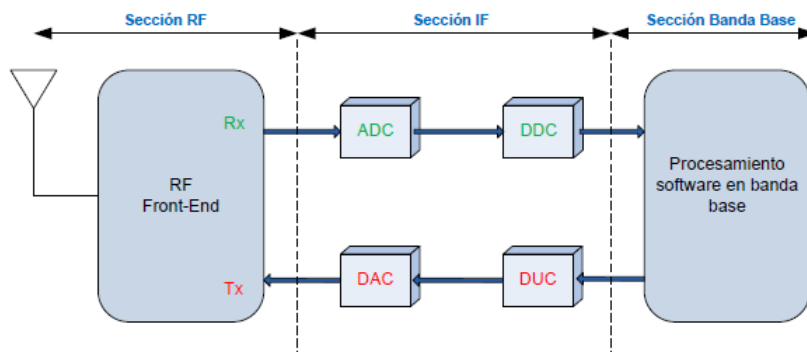 Sección RF
Sección IF
Sección Banda Base
Rx
ADC
DDC
RF
Front-End
Procesamiento
software en banda
base
Tx
DAC
DUC